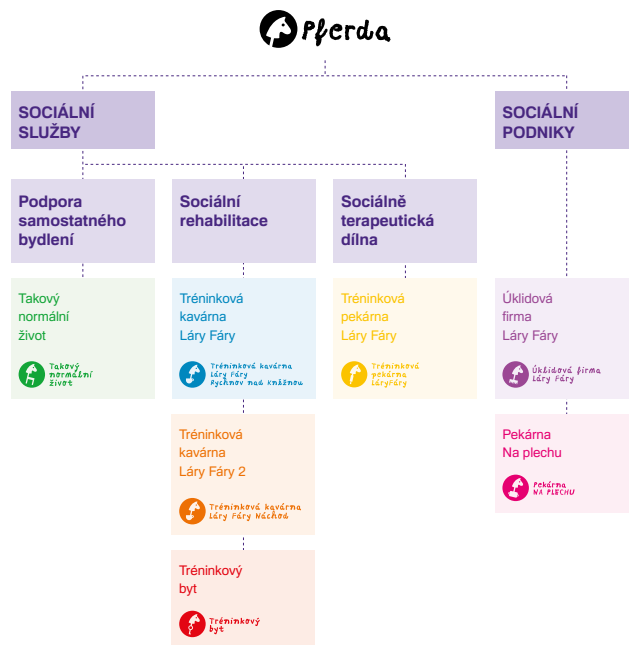 Pferda
SOCIÁLNÍ
SLUŽBY
SOCIÁLNÍ
PODNIKY
Podpora
samostatného
bydlení
Sociální
rehabilitace
Sociálně
terapeutická
dílna
Takový
normální
život
Takový
normální
život
Tréninková
kavárna
Láry Fáry
Tréninková kavárna
Láry Fáry
Rychnov nad Kněžnou
Tréninková
pekárna
Láry Fáry
Tréninková
pekárna
LáryFáry
Úklidová
firma
Láry Fáry
Úklidová firma
Láry Fáry
Tréninková
kavárna
Láry Fáry 2
Tréninková kavárna
Láry Fáry Náchod
Pekárna
Na plechu
Pekárna
NA PLECHU
Tréninkový
byt
Tréninkový
byt